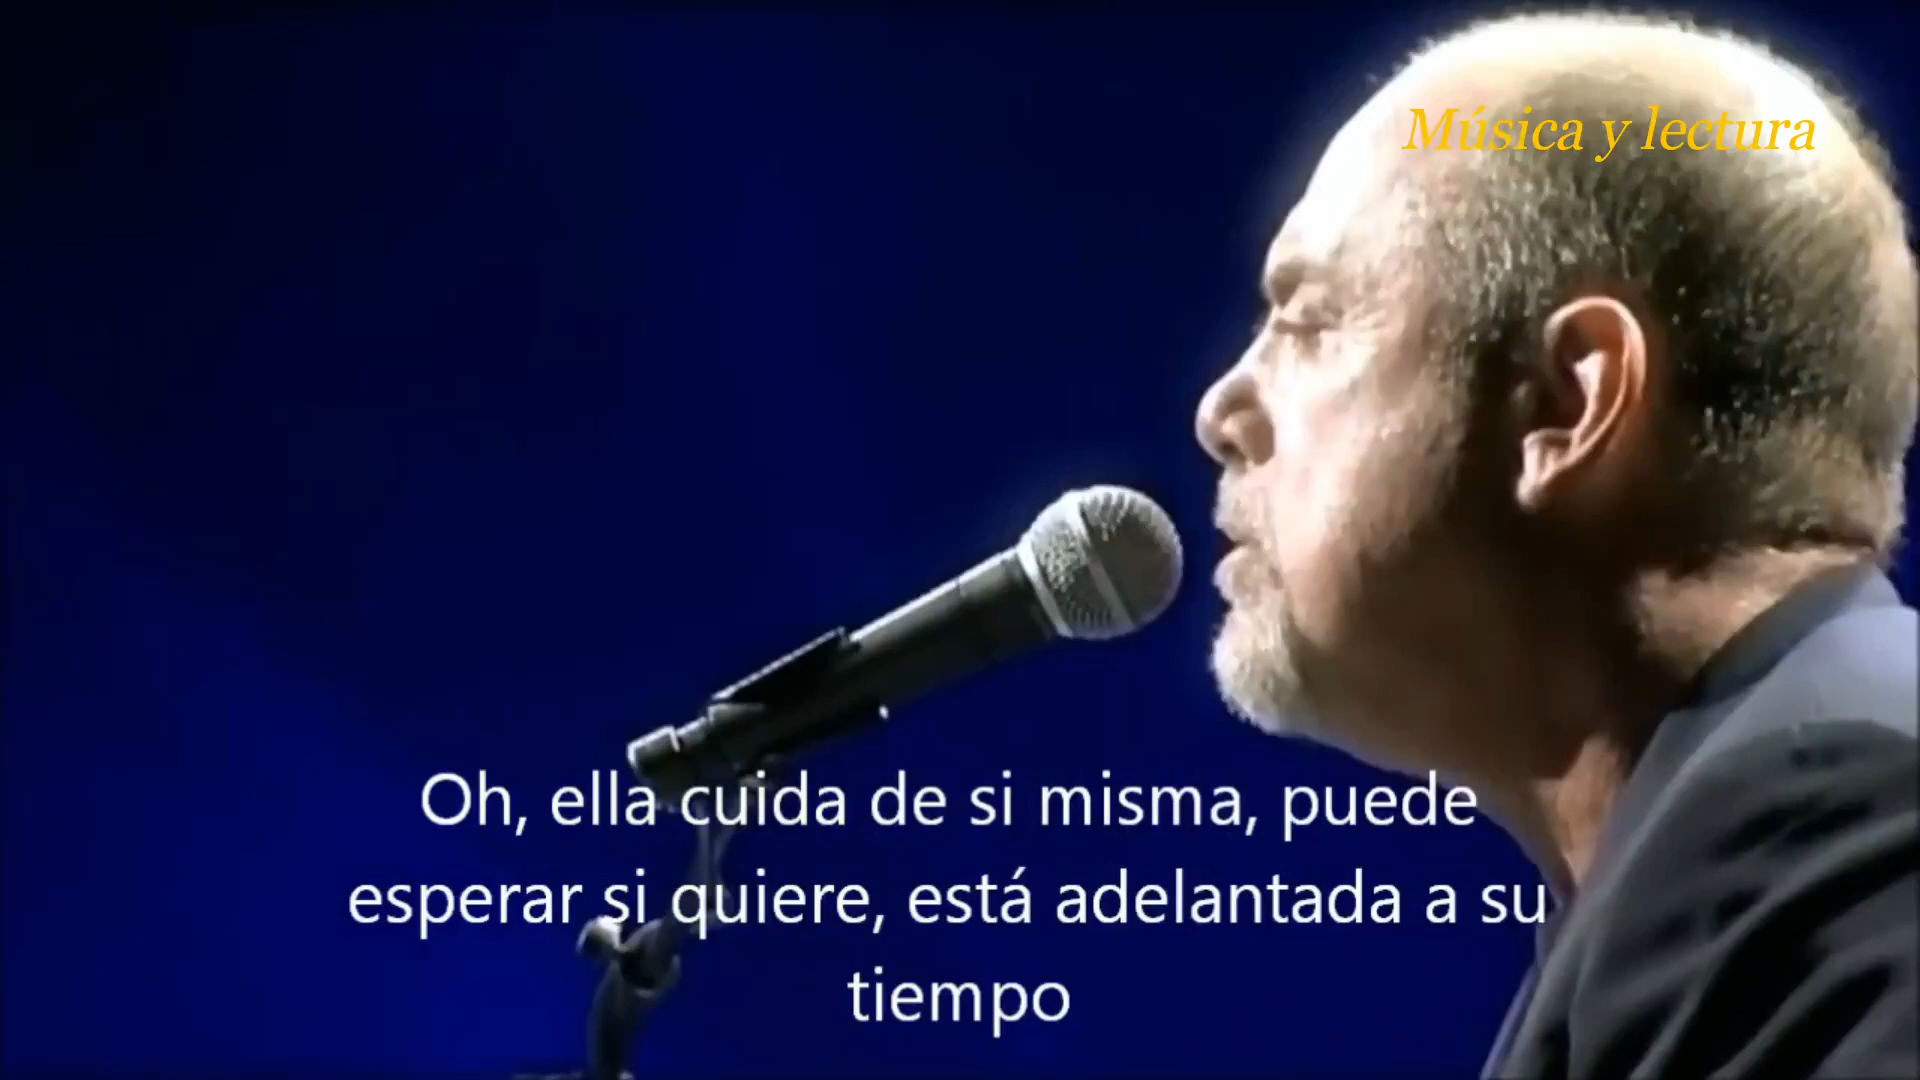 Música y lectura
Oh, ella cuida de si misma, puede
esperar si quiere, está adelantada a su
tiempo